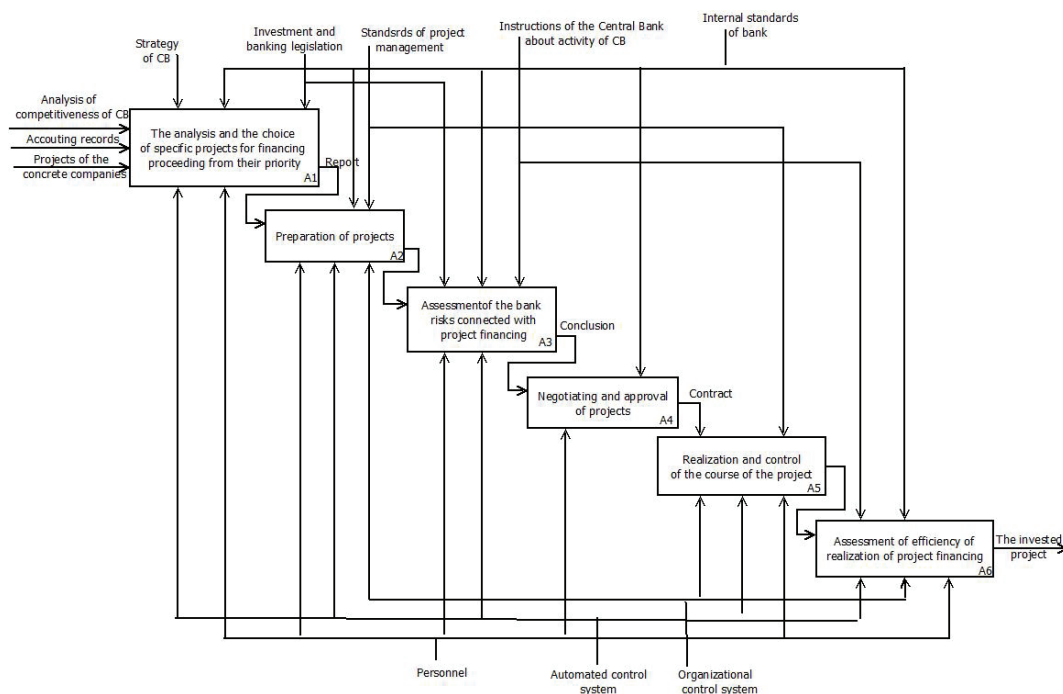 Strategy
of CB
Investment and
banking legislation
Standsrds of project
management
Instructions of the Central Bank
about activity of CB
Internal standards
of bank
Analysis of
competitiveness of CB
Accouting records
Projects of the
concrete companies
The analysis and the choice
of specific projects for financing
proceeding from their priority
A1
Report
Preparation of projects
A2
Assessmentof the bank
risks connected with
project financing
A3
Conclusion
Negotiating and approval
of projects
A4
Contract
Realization and control
of the course of the project
A5
Assessment of efficiency of
realization of project financing
A6
The invested
project
Personnel
Automated control
system
Organizational
control system